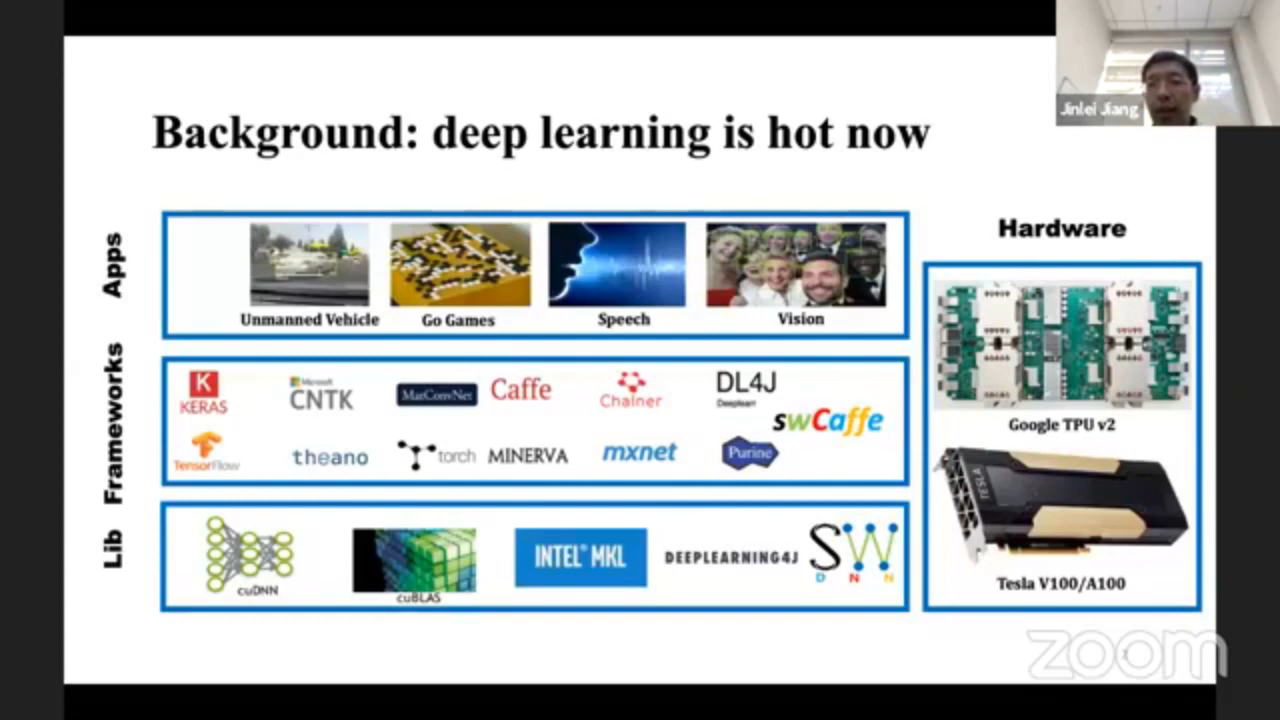 Jinlei Jiang
Background: deep learning is hot now
Apps
Unmanned Vehicle
Go Games
Speech
Vision
Frameworks
K
KERAS
Microsoft
CNTK
MatConvNet
Caffe
Chainer
DL4J
Deeplearn
swCaffe
TensorFlow
theano
torch
MINERVA
mxnet
Purine
Lib
cuDNN
cuBLAS
INTEL® MKL
DEEPLEARNING4J
SW
DNN
Hardware
Google TPU v2
TESLA
Tesla V100/A100
zoom